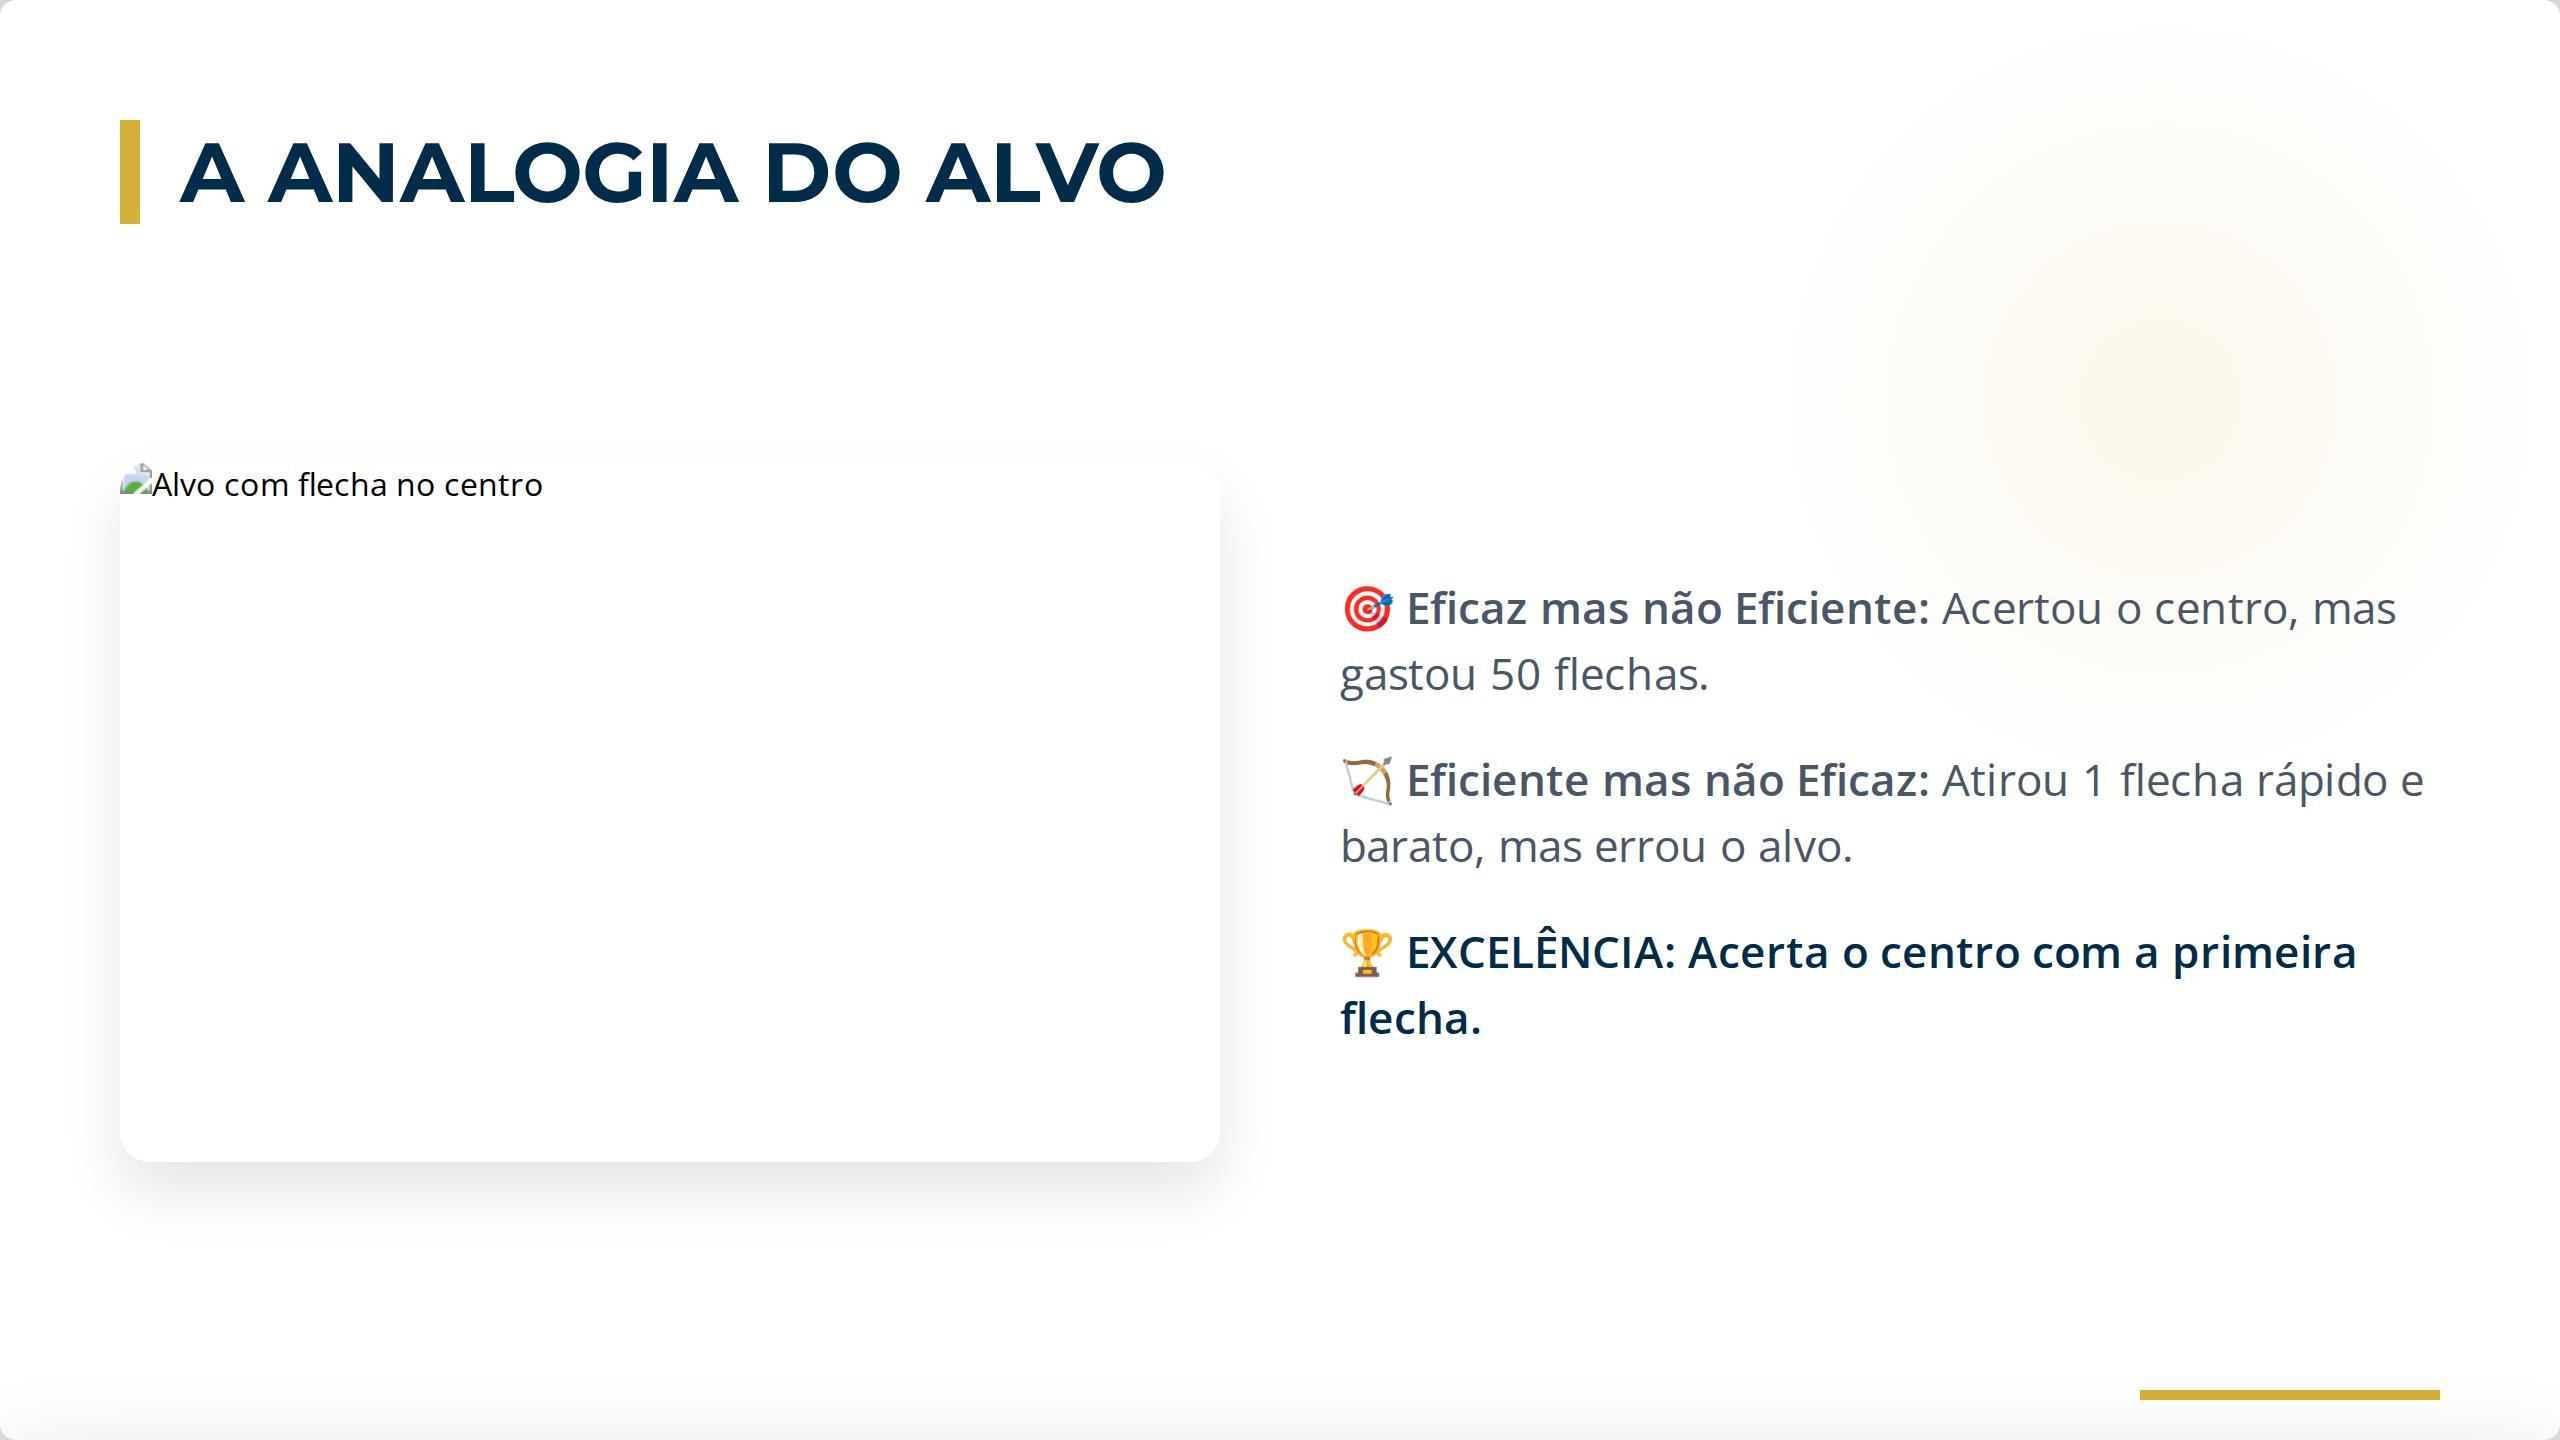 A ANALOGIA DO ALVO
Alvo com flecha no centro
🎯 Eficaz mas não Eficiente: Acertou o centro, mas
gastou 50 flechas.
🏹 Eficiente mas não Eficaz: Atirou 1 flecha rápido e
barato, mas errou o alvo.
🏆 EXCELÊNCIA: Acerta o centro com a primeira
flecha.